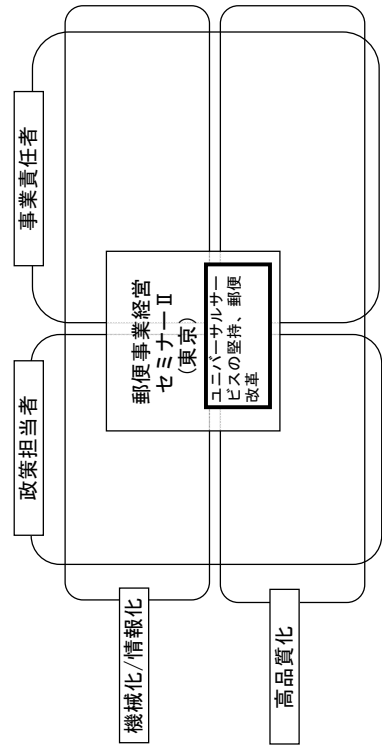 政策担当者
事業責任者
機械化/情報化
郵便事業経営
セミナーⅡ
(東京)
ユニバーサルサー
ビスの堅持、郵便
改革
高品質化